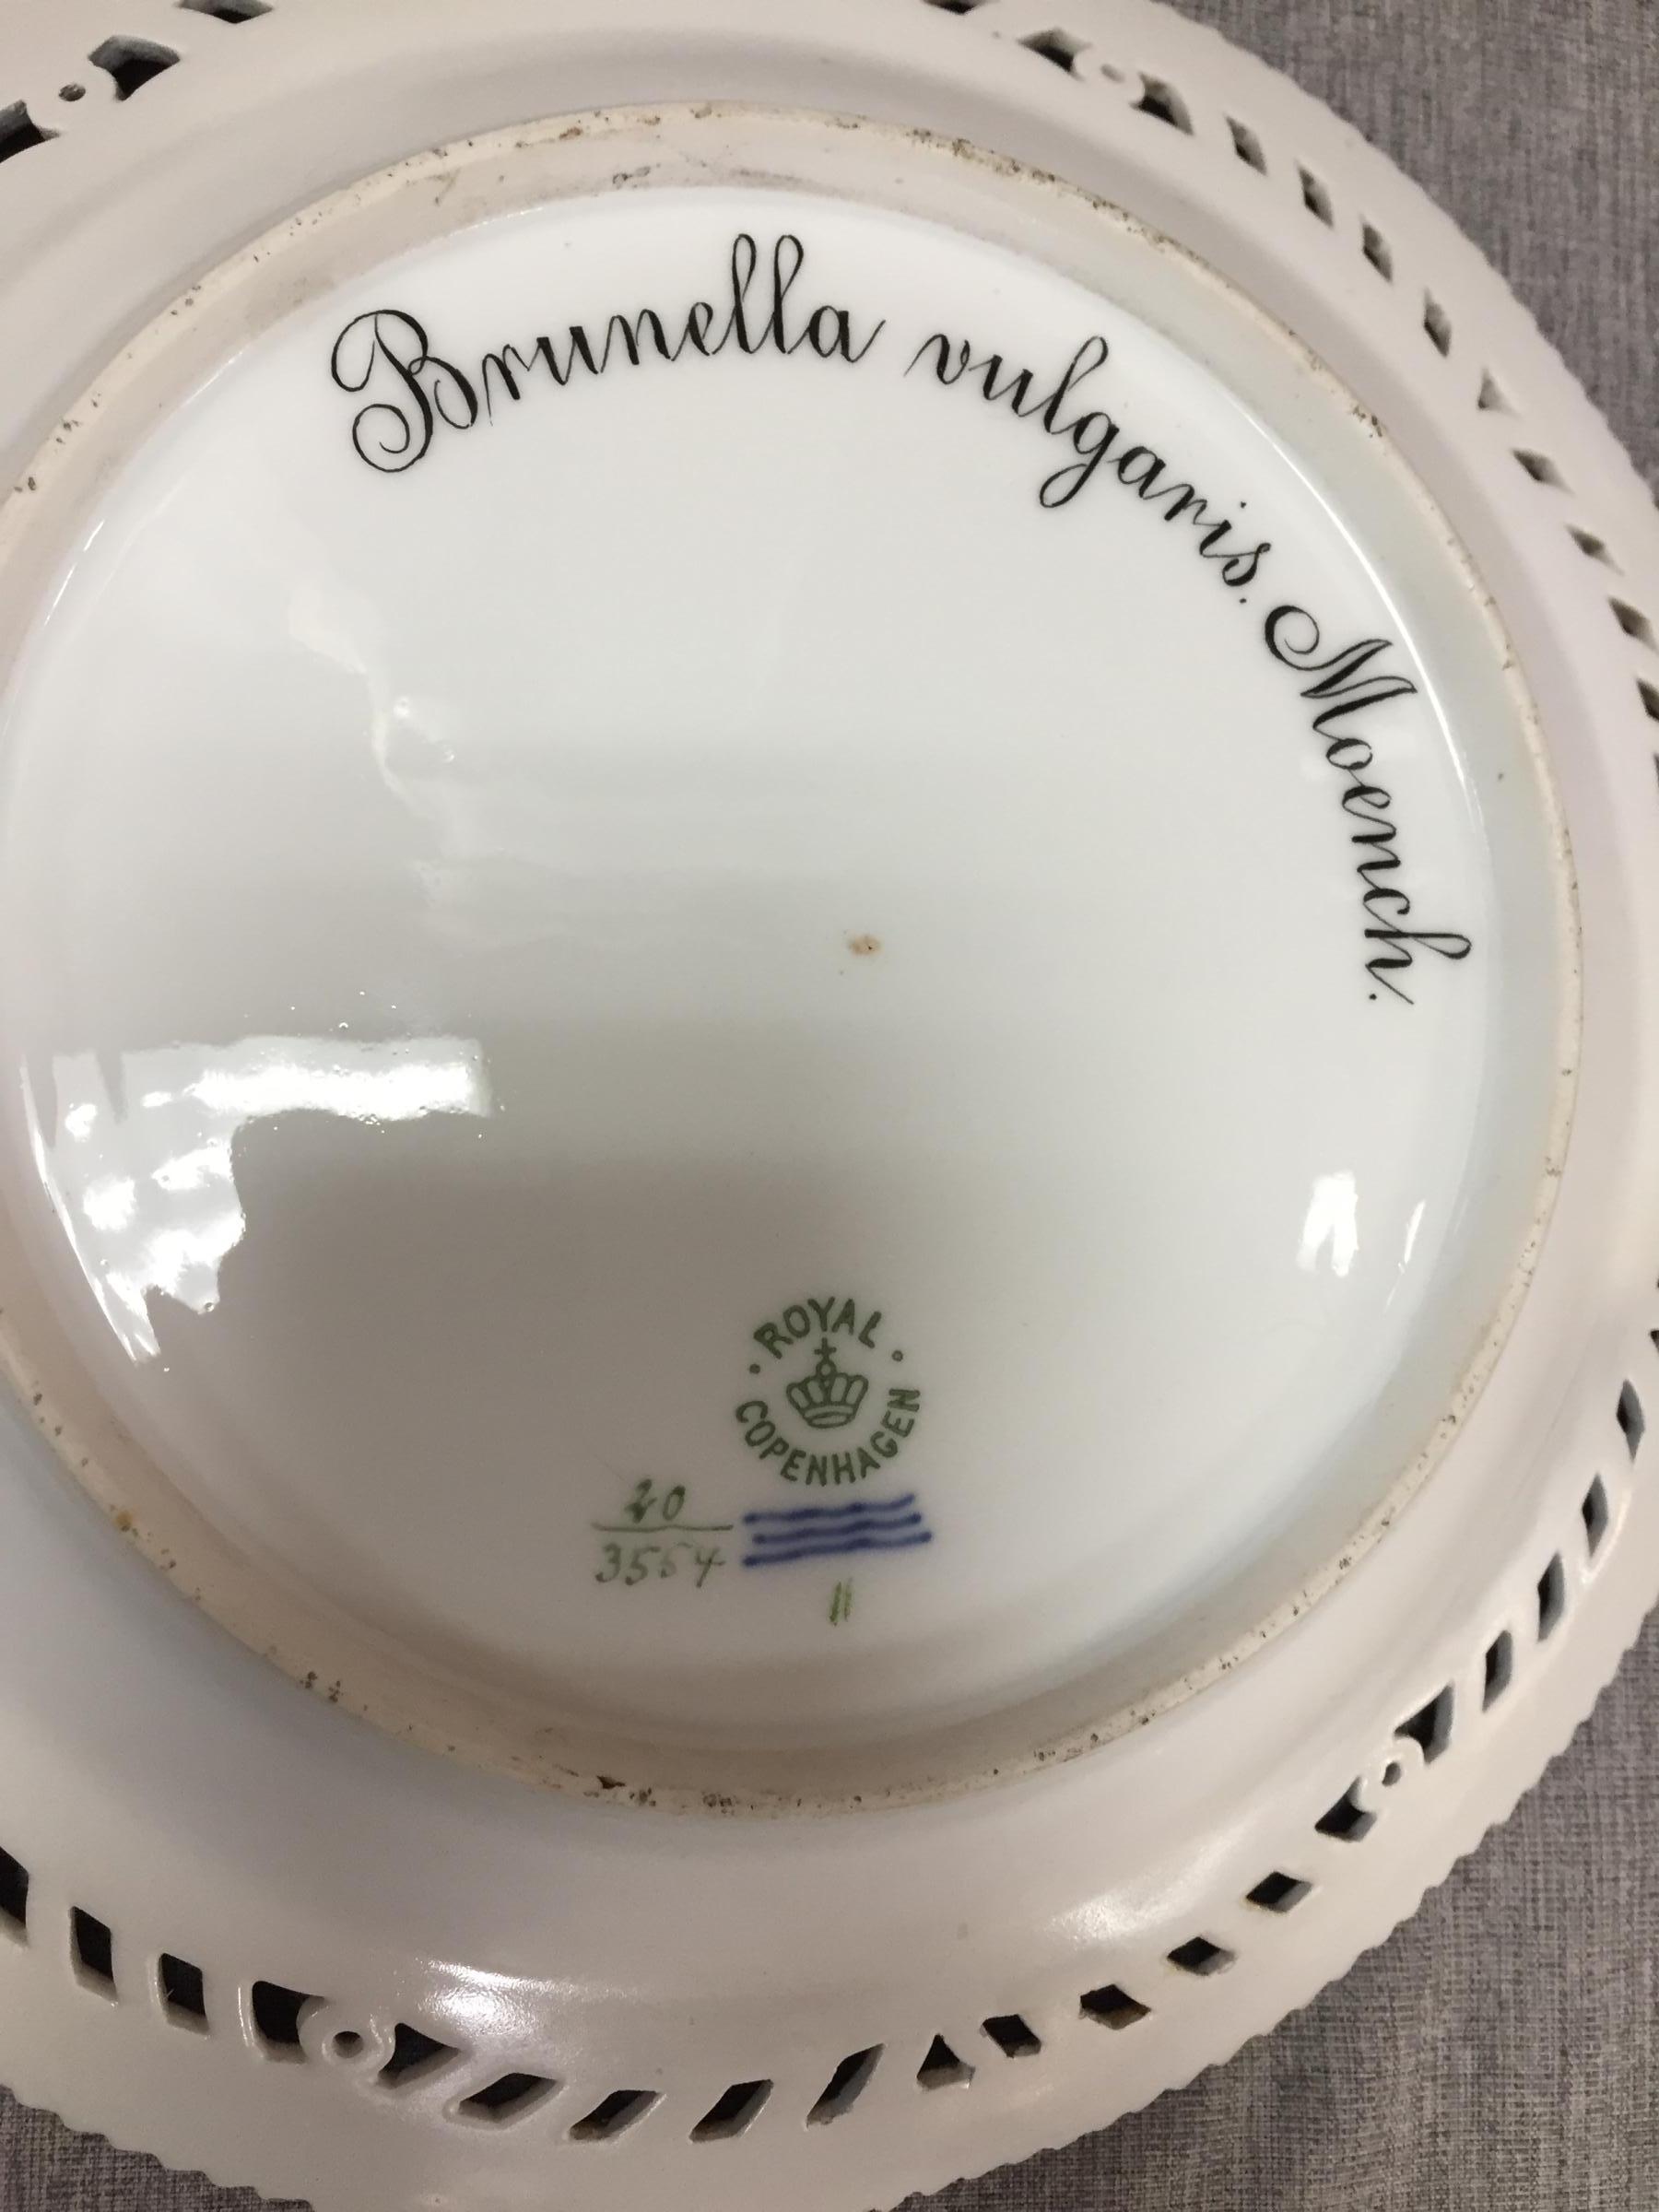 Brunella vulgaris. Moench.
· ROYAL ·
COPENHAGEN
20
3554
11